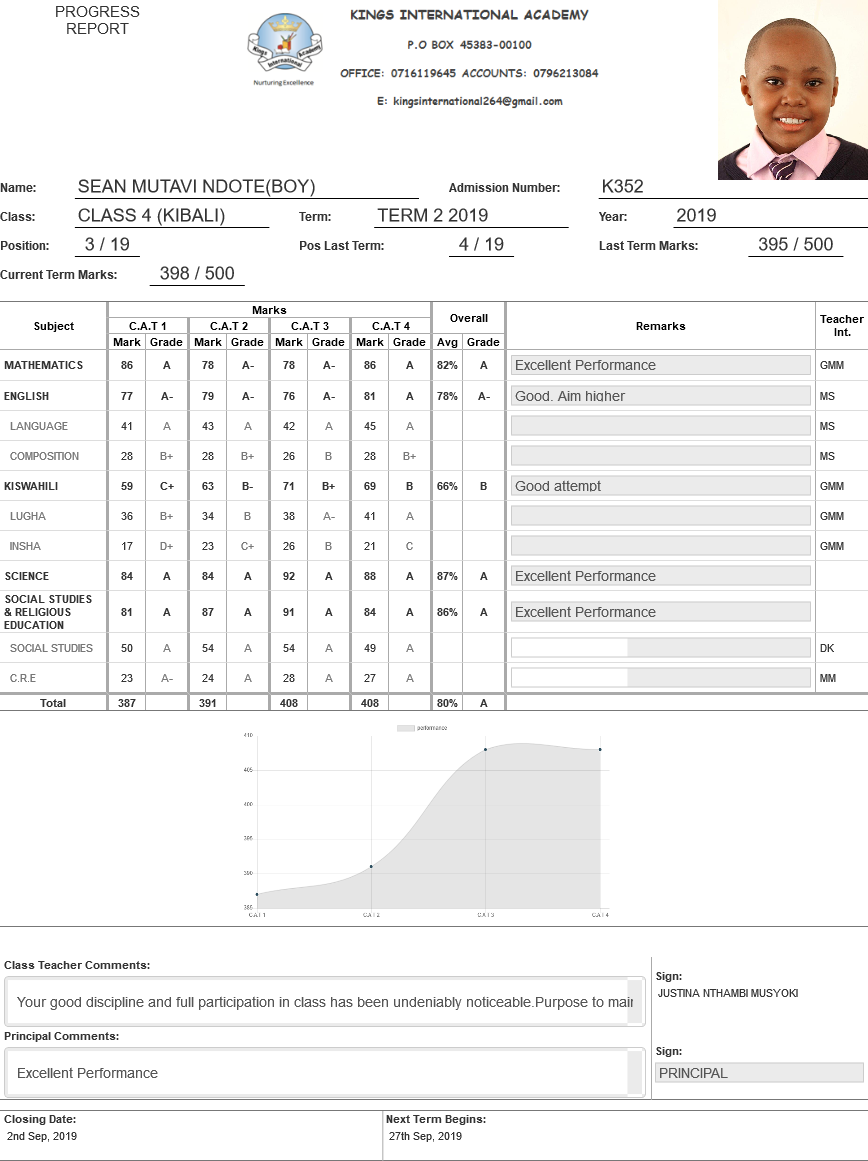 PROGRESS
REPORT
KINGS INTERNATIONAL ACADEMY
P.O BOX 45383-00100
OFFICE: 0716119645 ACCOUNTS: 0796213084
E: kingsinternational264@gmail.com
Kings Academy
International
Nurturing Excellence
Name: SEAN MUTAVI NDOTE(BOY) Admission Number: K352
Class: CLASS 4 (KIBALI) Term: TERM 2 2019 Year: 2019
Position: 3 / 19 Pos Last Term: 4 / 19 Last Term Marks: 395 / 500
Current Term Marks: 398 / 500
Subject Marks Overall Remarks Teacher Int.
C.A.T 1 C.A.T 2 C.A.T 3 C.A.T 4
Mark Grade Mark Grade Mark Grade Mark Grade Avg Grade
MATHEMATICS 86 A 78 A- 78 A- 86 A 82% A Excellent Performance GMM
ENGLISH 77 A- 79 A- 76 A- 81 A 78% A- Good. Aim higher MS
LANGUAGE 41 A 43 A 42 A 45 A MS
COMPOSITION 28 B+ 28 B+ 26 B 28 B+ MS
KISWAHILI 59 C+ 63 B- 71 B+ 69 B 66% B Good attempt GMM
LUGHA 36 B+ 34 B 38 A- 41 A GMM
INSHA 17 D+ 23 C+ 26 B 21 C GMM
SCIENCE 84 A 84 A 92 A 88 A 87% A Excellent Performance
SOCIAL STUDIES
& RELIGIOUS
EDUCATION 81 A 87 A 91 A 84 A 86% A Excellent Performance
SOCIAL STUDIES 50 A 54 A 54 A 49 A DK
C.R.E 23 A- 24 A 28 A 27 A MM
Total 387 391 408 408 80% A
performance
410
405
400
395
390
385
C.A.T 1 C.A.T 2 C.A.T 3 C.A.T 4
Class Teacher Comments:
Your good discipline and full participation in class has been undeniably noticeable.Purpose to
Sign:
JUSTINA NTHAMBI MUSYOKI
Principal Comments:
Excellent Performance
Sign:
PRINCIPAL
Closing Date:
2nd Sep, 2019
Next Term Begins:
27th Sep, 2019